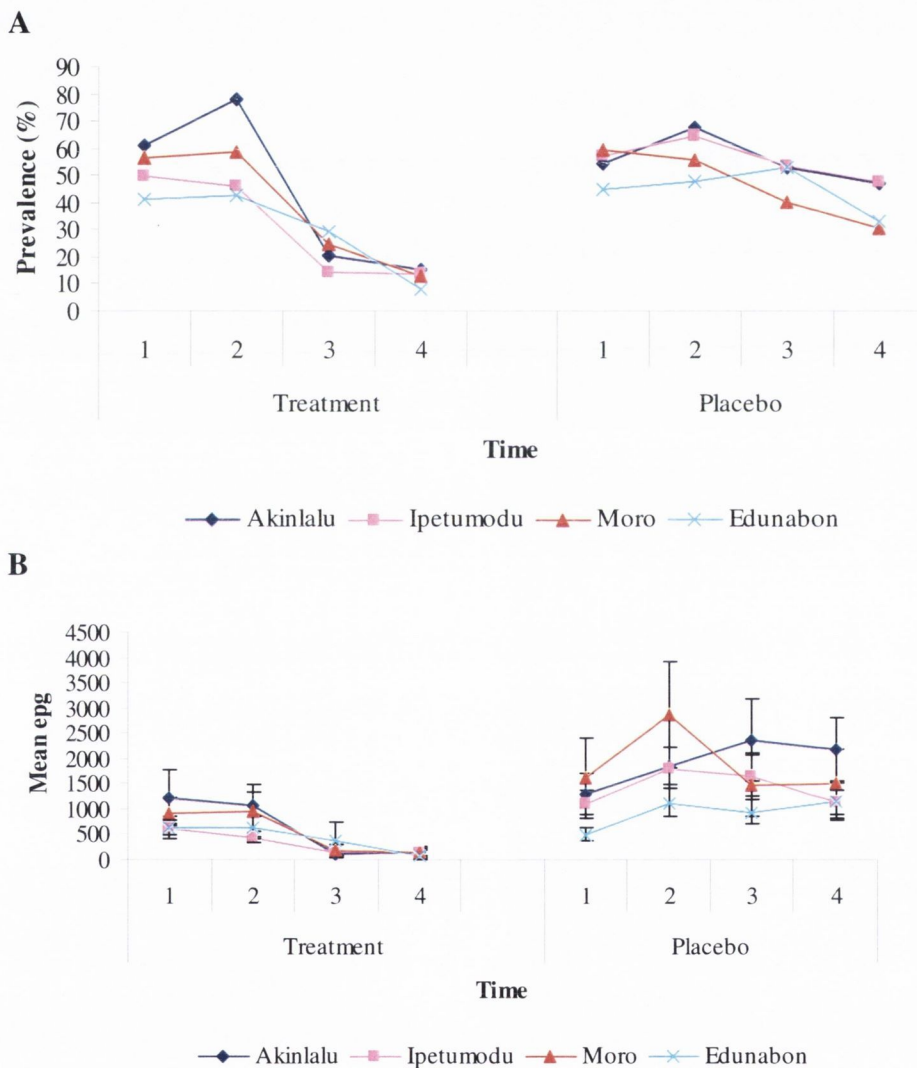 A
90
80
70
60
50
40
30
20
10
0
Prevalence (%)
1 2 3 4 1 2 3 4
Treatment Placebo
Time
Akinlalu Ipetumodu Moro Edunabon
B
4500
4000
3500
3000
2500
2000
1500
1000
500
0
Mean epg
1 2 3 4 1 2 3 4
Treatment Placebo
Time
Akinlalu Ipetumodu Moro Edunabon